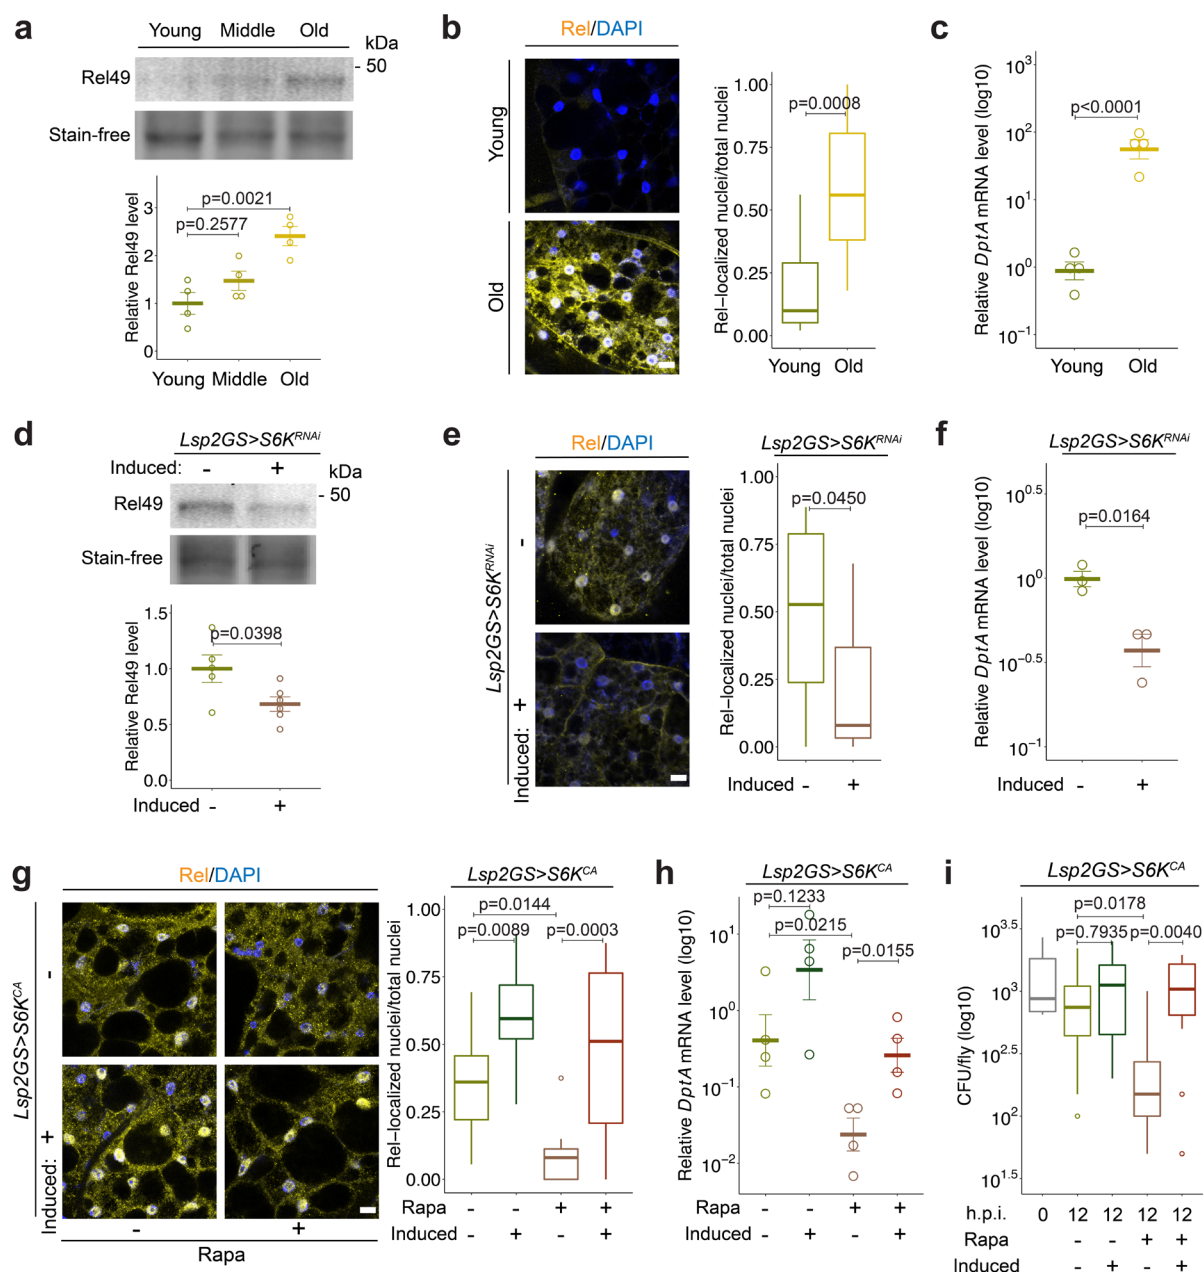 a
Young Middle Old
kDa
- 50
Rel49
Stain-free
Relative Rel49 level
p=0.0021
p=0.2577
3
2
1
0
Young Middle Old
b
Rel/DAPI
Young
Old
Rel–localized nuclei/total nuclei
p=0.0008
1.00
0.75
0.50
0.25
0.00
Young Old
c
Relative DptA mRNA level (log10)
p<0.0001
10³
10²
10¹
10⁰
10⁻¹
Young Old
d
Lsp2GS>S6K^RNAi
Induced: - +
kDa
- 50
Rel49
Stain-free
Relative Rel49 level
p=0.0398
1.5
1.0
0.5
0.0
Induced - +
e
Rel/DAPI
Lsp2GS>S6K^RNAi
Induced: + -
Lsp2GS>S6K^RNAi
Rel–localized nuclei/total nuclei
p=0.0450
1.00
0.75
0.50
0.25
0.00
Induced - +
f
Lsp2GS>S6K^RNAi
Relative DptA mRNA level (log10)
p=0.0164
10^0.5
10⁰
10^−0.5
10⁻¹
Induced - +
g
Rel/DAPI
Lsp2GS>S6K^CA
Induced: + -
- +
Rapa
Lsp2GS>S6K^CA
Rel–localized nuclei/total nuclei
p=0.0144
p=0.0089 p=0.0003
1.00
0.75
0.50
0.25
0.00
Rapa - - + +
Induced - + - +
h
Lsp2GS>S6K^CA
Relative DptA mRNA level (log10)
p=0.1233
p=0.0215
p=0.0155
10¹
10⁰
10⁻¹
10⁻²
Rapa - - + +
Induced - + - +
i
Lsp2GS>S6K^CA
CFU/fly (log10)
p=0.0178
p=0.7935 p=0.0040
10^3.5
10³
10^2.5
10²
10^1.5
h.p.i. 0 12 12 12 12
Rapa - - + +
Induced - + - +